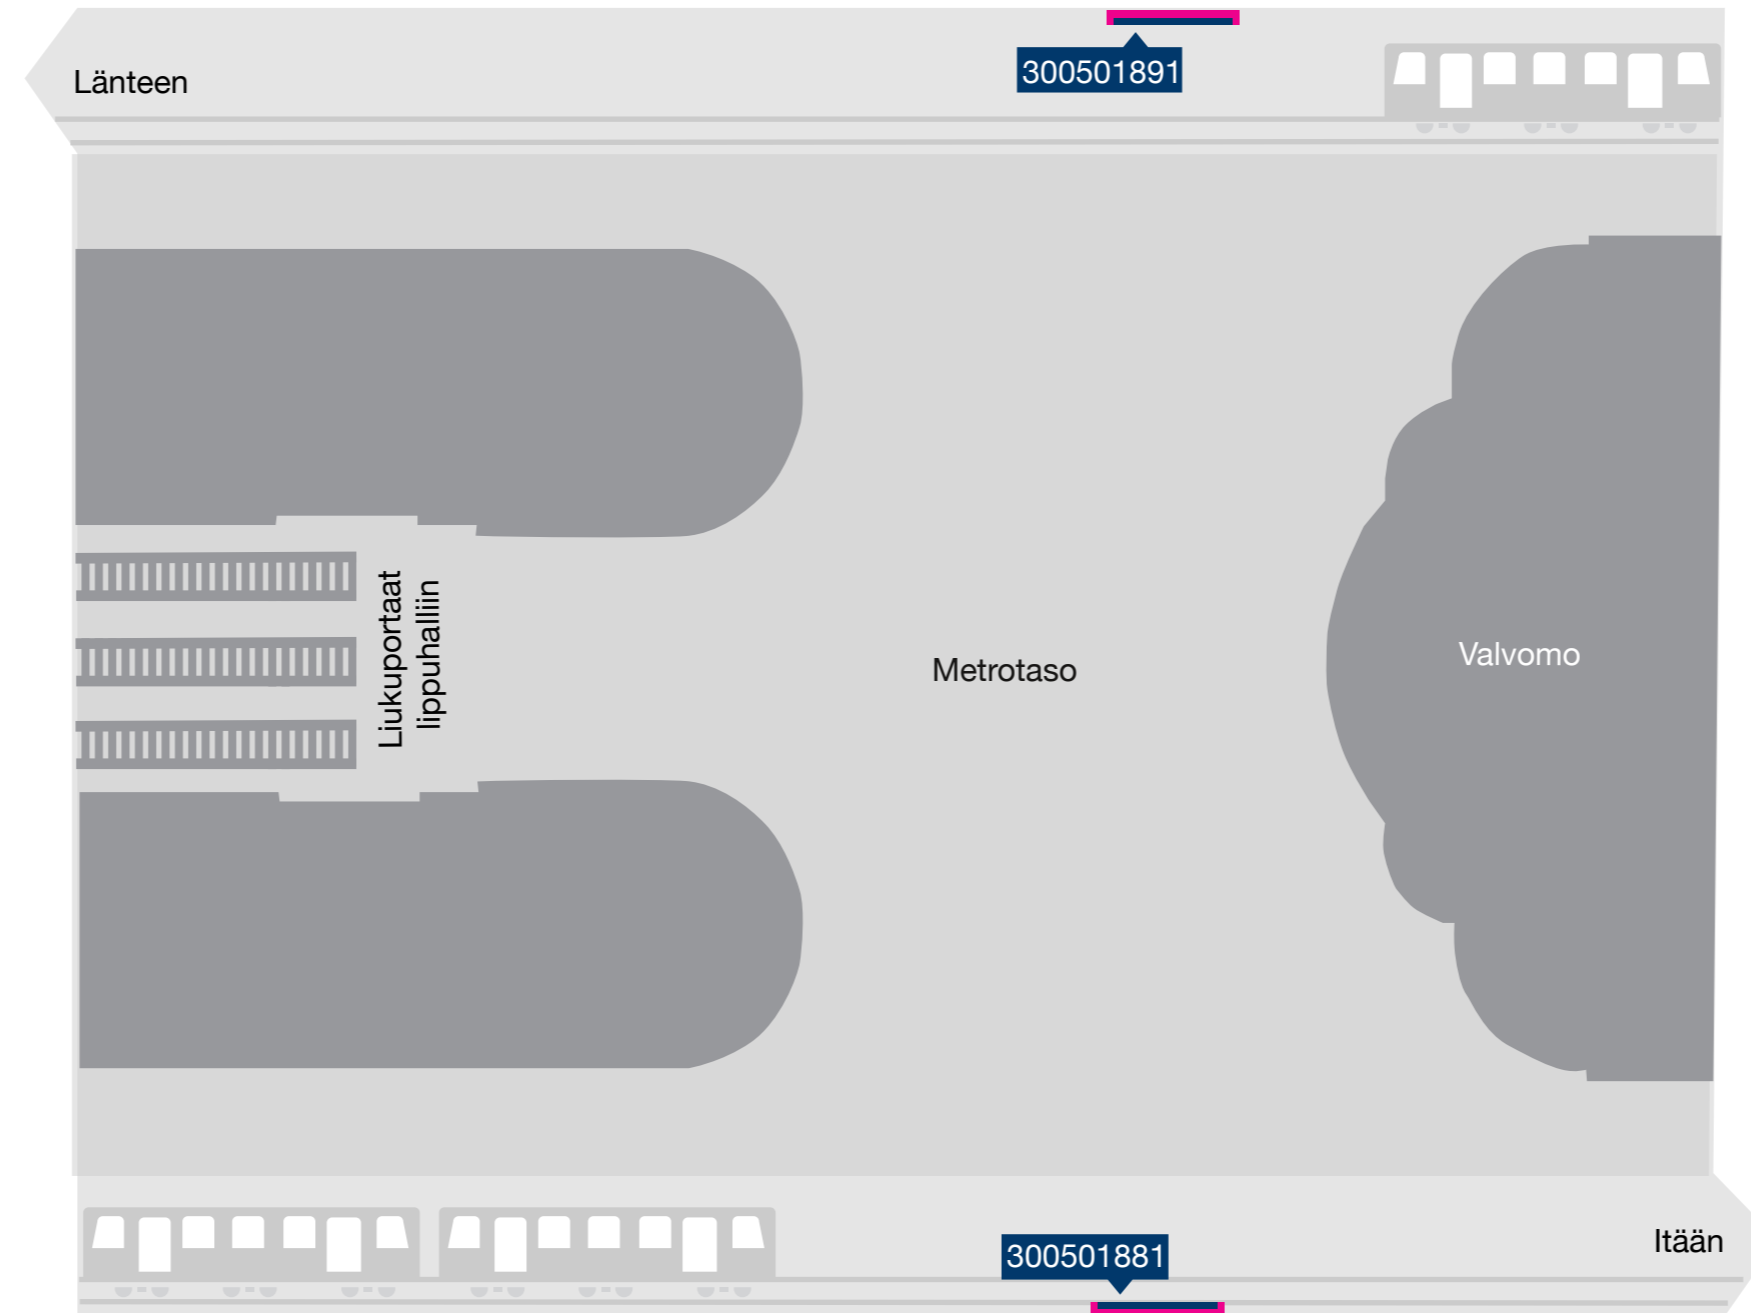 Länteen
300501891
Liukuportaat
lippuhalliin
Metrotaso
Valvomo
Itään
300501881